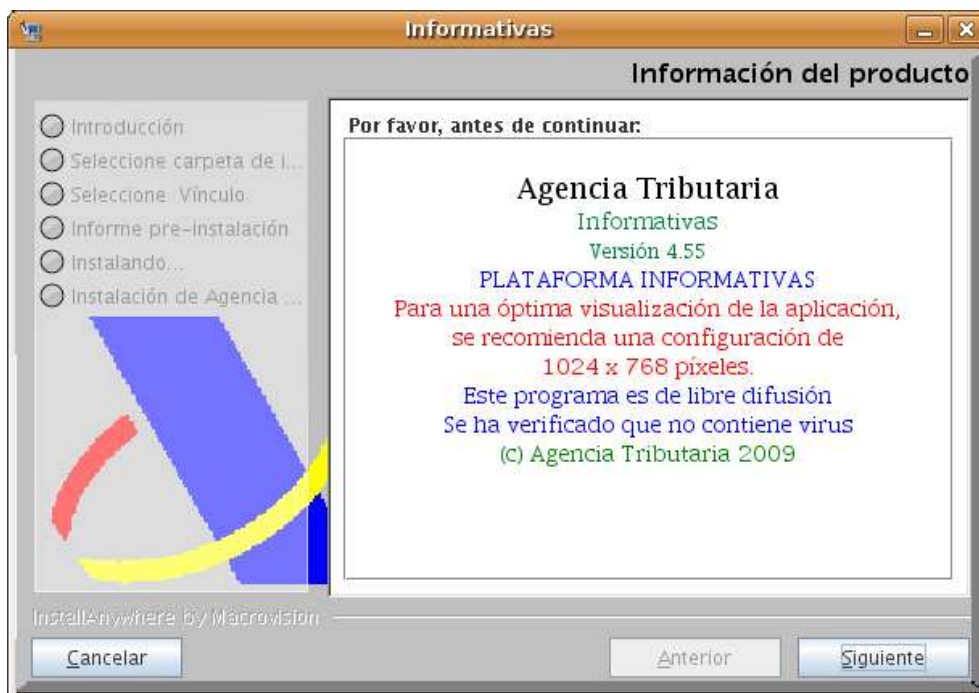 Informativas
Información del producto
Introducción
Seleccione carpeta de i...
Seleccione Vínculo
Informe pre-instalación
Instalando...
Instalación de Agencia ...
Por favor, antes de continuar:
Agencia Tributaria
Informativas
Versión 4.55
PLATAFORMA INFORMATIVAS
Para una óptima visualización de la aplicación,
se recomienda una configuración de
1024 x 768 píxeles.
Este programa es de libre difusión
Se ha verificado que no contiene virus
(c) Agencia Tributaria 2009
InstallAnywhere by Macrovision
Cancelar
Anterior
Siguiente